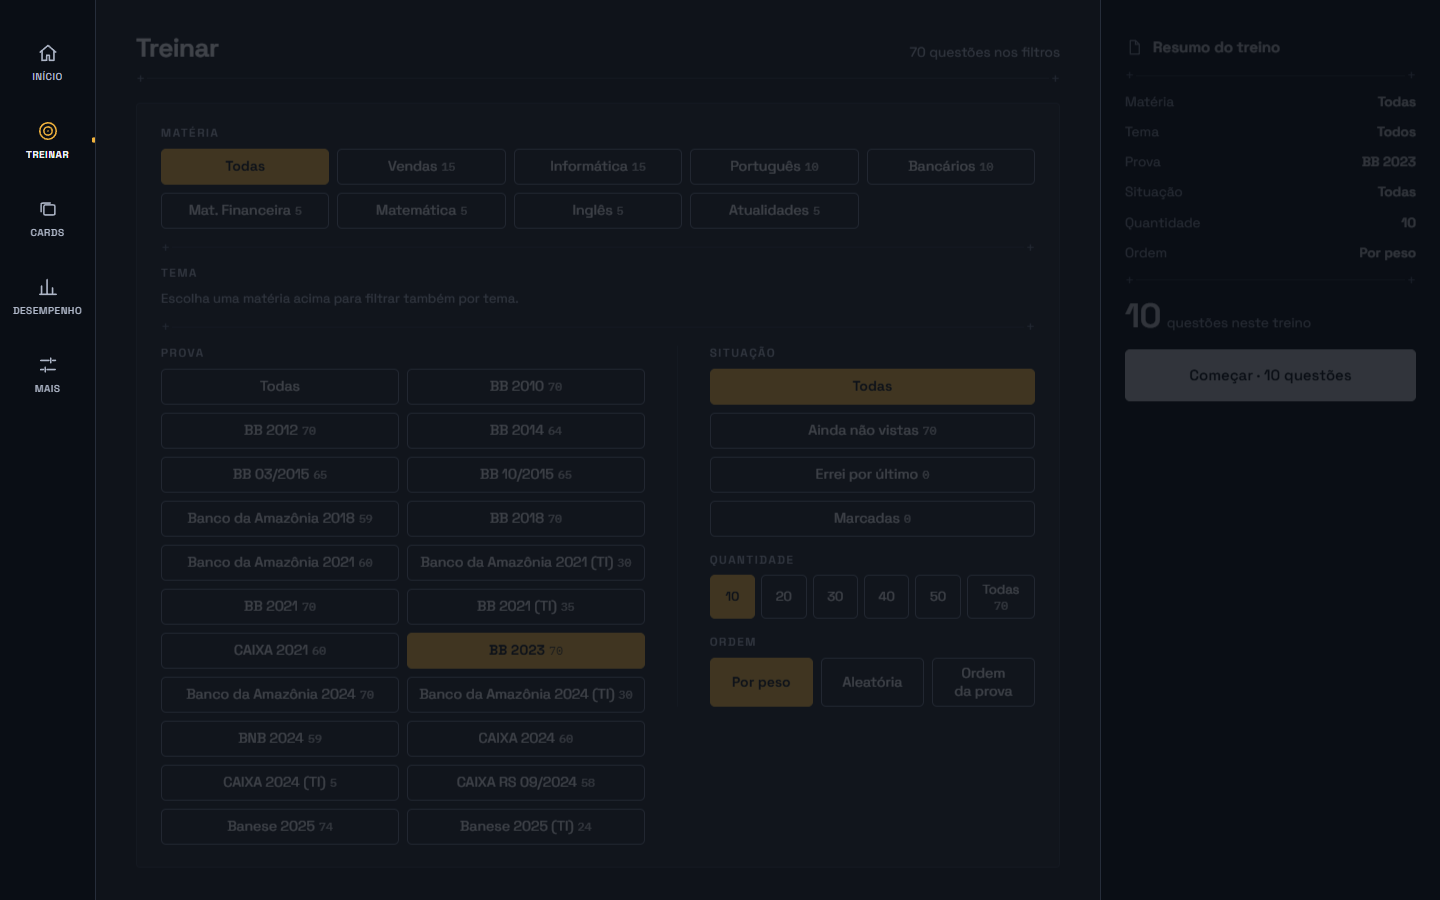 INÍCIO
TREINAR
CARDS
DESEMPENHO
MAIS
Treinar
70 questões nos filtros
MATÉRIA
Todas
Vendas 15
Informática 15
Português 10
Bancários 10
Mat. Financeira 5
Matemática 5
Inglês 5
Atualidades 5
TEMA
Escolha uma matéria acima para filtrar também por tema.
PROVA
Todas
BB 2010 70
BB 2012 70
BB 2014 64
BB 03/2015 65
BB 10/2015 65
Banco da Amazônia 2018 59
BB 2018 70
Banco da Amazônia 2021 60
Banco da Amazônia 2021 (TI) 30
BB 2021 70
BB 2021 (TI) 35
CAIXA 2021 60
BB 2023 70
Banco da Amazônia 2024 70
Banco da Amazônia 2024 (TI) 30
BNB 2024 59
CAIXA 2024 60
CAIXA 2024 (TI) 5
CAIXA RS 09/2024 58
Banese 2025 74
Banese 2025 (TI) 24
SITUAÇÃO
Todas
Ainda não vistas 70
Errei por último 0
Marcadas 0
QUANTIDADE
10
20
30
40
50
Todas
70
ORDEM
Por peso
Aleatória
Ordem
da prova
Resumo do treino
Matéria Todas
Tema Todos
Prova BB 2023
Situação Todas
Quantidade 10
Ordem Por peso
10 questões neste treino
Começar · 10 questões